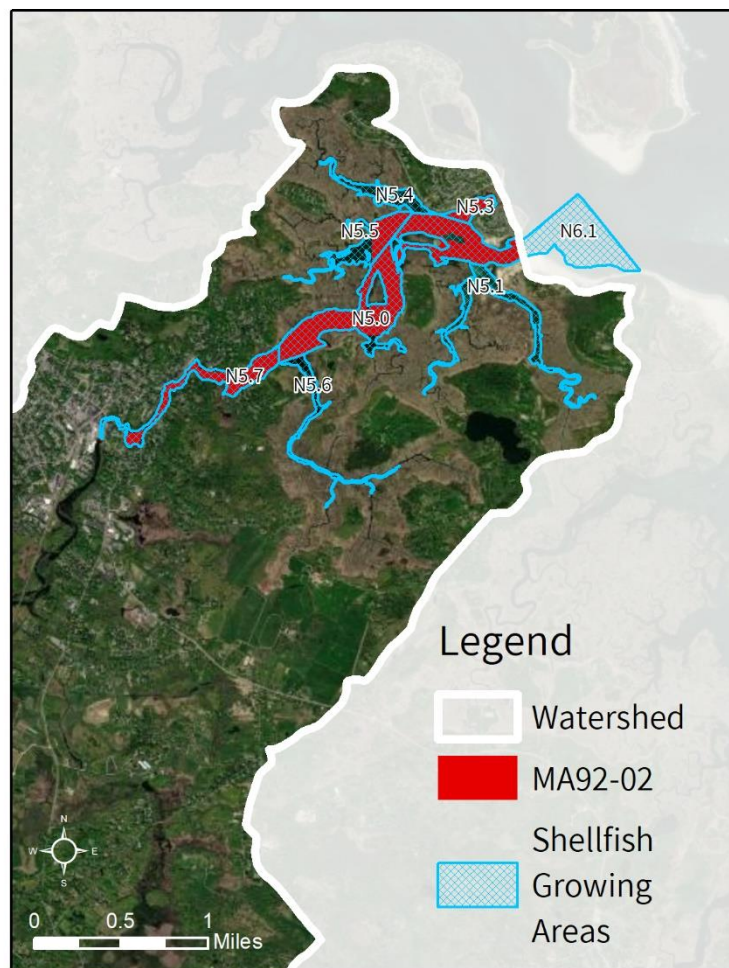 N5.4
N5.3
N5.5
N6.1
N5.1
N5.0
N5.7
N5.6
Legend
Watershed
MA92-02
Shellfish
Growing
Areas
N
W E
S
0 0.5 1
Miles